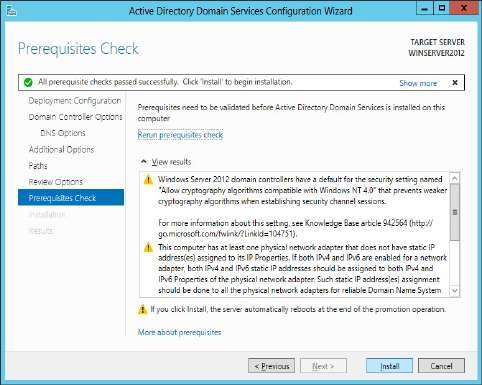 Active Directory Domain Services Configuration Wizard
Prerequisites Check
TARGET SERVER
WINSERVER2012
All prerequisite checks passed successfully. Click 'Install' to begin installation.
Show more
Deployment Configuration
Domain Controller Options
DNS Options
Additional Options
Paths
Review Options
Prerequisites Check
Installation
Results
Prerequisites need to be validated before Active Directory Domain Services is installed on this
computer
Rerun prerequisites check
View results
Windows Server 2012 domain controllers have a default for the security setting named
"Allow cryptography algorithms compatible with Windows NT 4.0" that prevents weaker
cryptography algorithms when establishing security channel sessions.
For more information about this setting, see Knowledge Base article 942564 (http://
go.microsoft.com/fwlink/?LinkId=104751).
This computer has at least one physical network adapter that does not have static IP
address(es) assigned to its IP Properties. If both IPv4 and IPv6 are enabled for a network
adapter, both IPv4 and IPv6 static IP addresses should be assigned to both IPv4 and
IPv6 Properties of the physical network adapter. Such static IP address(es) assignment
should be done to all the physical network adapters for reliable Domain Name System
If you click Install, the server automatically reboots at the end of the promotion operation.
More about prerequisites
< Previous
Next >
Install
Cancel